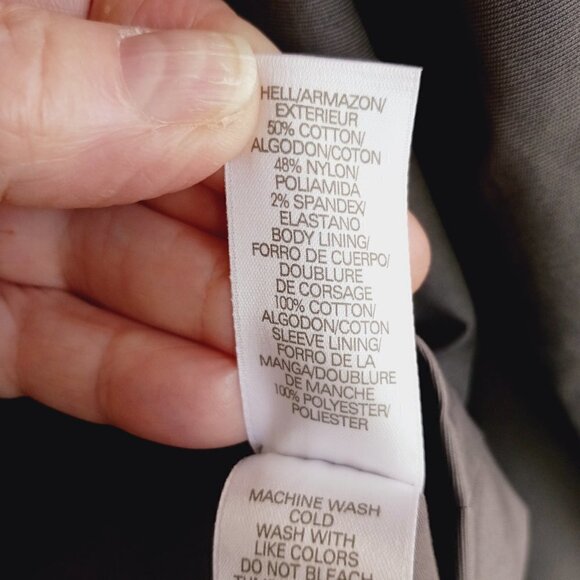 HELL/ARMAZON/
EXTERIEUR
50% COTTON/
ALGODON/COTON
48% NYLON/
POLIAMIDA
2% SPANDEX/
ELASTANO
BODY LINING/
FORRO DE CUERPO/
DOUBLURE
DE CORSAGE
100% COTTON/
ALGODON/COTON
SLEEVE LINING/
FORRO DE LA
MANGA/DOUBLURE
DE MANCHE
100% POLYESTER/
POLIESTER
MACHINE WASH
COLD
WASH WITH
LIKE COLORS
DO NOT BLEACH